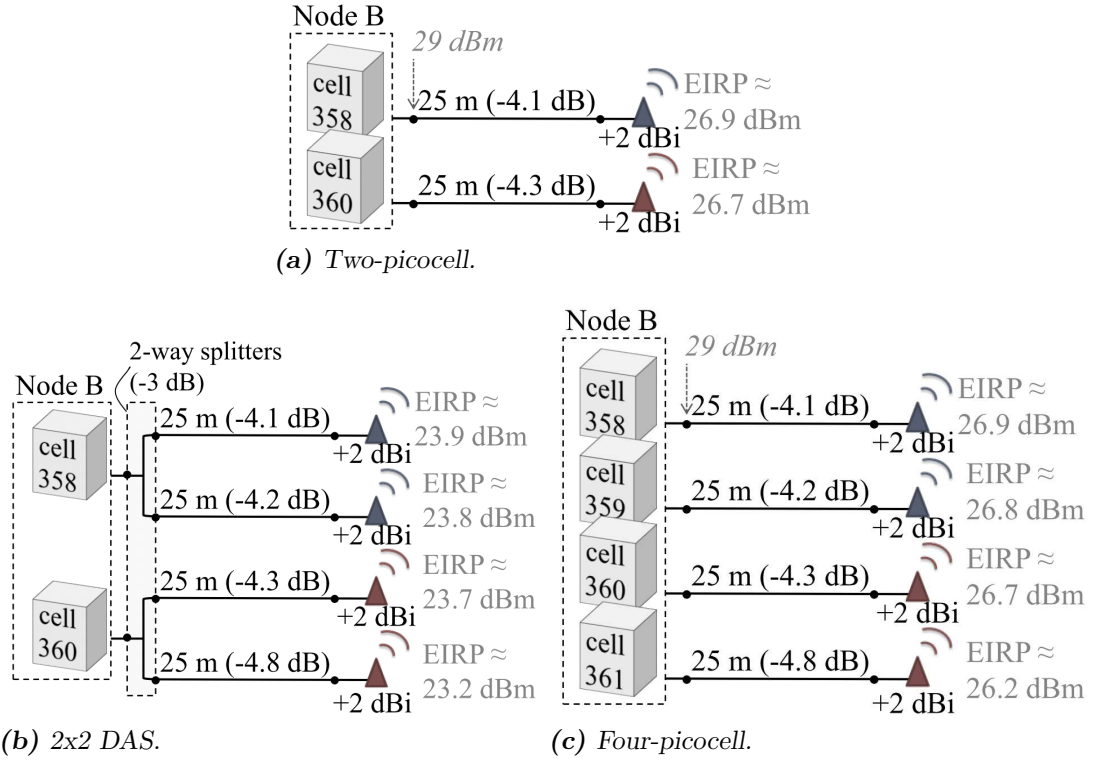 Node B
29 dBm
cell
358
25 m (-4.1 dB)
+2 dBi
EIRP ≈
26.9 dBm
cell
360
25 m (-4.3 dB)
+2 dBi
EIRP ≈
26.7 dBm
(a) Two-picocell.
2-way splitters
(-3 dB)
Node B
cell
358
25 m (-4.1 dB)
+2 dBi
EIRP ≈
23.9 dBm
25 m (-4.2 dB)
+2 dBi
EIRP ≈
23.8 dBm
cell
360
25 m (-4.3 dB)
+2 dBi
EIRP ≈
23.7 dBm
25 m (-4.8 dB)
+2 dBi
EIRP ≈
23.2 dBm
(b) 2x2 DAS.
Node B
29 dBm
cell
358
25 m (-4.1 dB)
+2 dBi
EIRP ≈
26.9 dBm
cell
359
25 m (-4.2 dB)
+2 dBi
EIRP ≈
26.8 dBm
cell
360
25 m (-4.3 dB)
+2 dBi
EIRP ≈
26.7 dBm
cell
361
25 m (-4.8 dB)
+2 dBi
EIRP ≈
26.2 dBm
(c) Four-picocell.